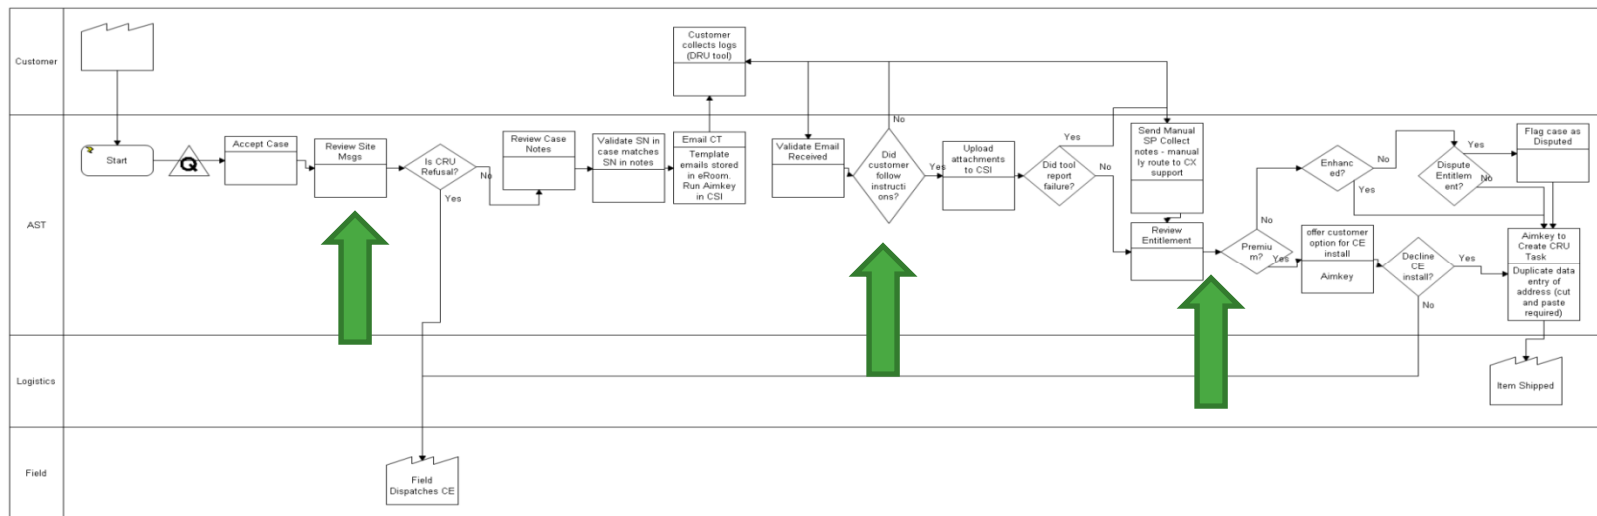 Customer
Customer
collects logs
(DRU tool)
AST
Start
Q
Accept Case
Review Site
Msgs
Is CRU
Refusal?
No
Yes
Review Case
Notes
Validate SN in
case matches
SN in notes
Email CT
Template
emails stored
in eRoom.
Run Aimkey
in CSI
Validate Email
Received
No
Did
customer
follow
instructi
ons?
Yes
Upload
attachments
to CSI
Yes
Did tool
report
failure?
No
Send Manual
SP Collect
notes - manual
ly route to CX
support
Review
Entitlement
No
Premiu
m?
Yes
Enhanc
ed?
No
Yes
Dispute
Entitlem
ent?
Yes
No
Flag case as
Disputed
offer customer
option for CE
install
Aimkey
Decline
CE
install?
Yes
No
Aimkey to
Create CRU
Task
Duplicate data
entry of
address (cut
and paste
required)
Logistics
Item Shipped
Field
Field
Dispatches CE